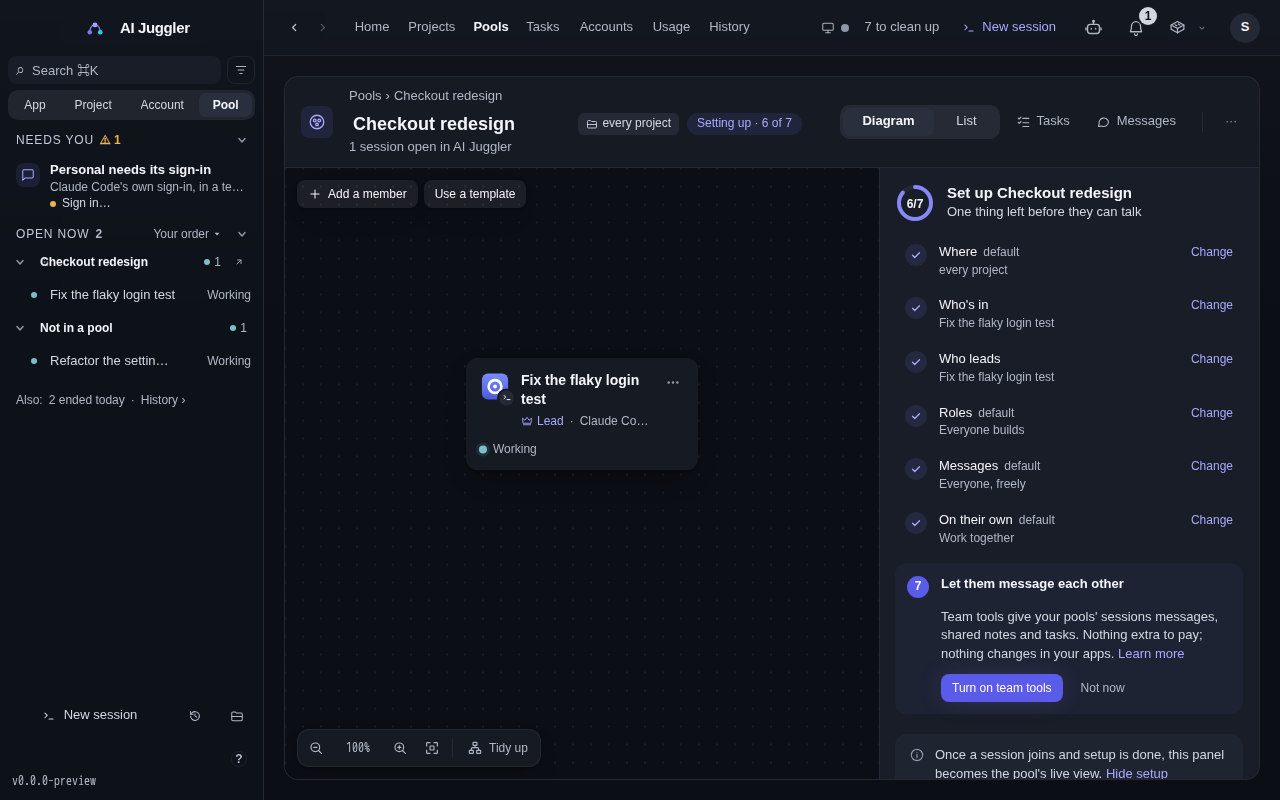 AI Juggler
Search ⌘K
App Project Account Pool
NEEDS YOU 1
Personal needs its sign-in
Claude Code's own sign-in, in a te…
Sign in…
OPEN NOW 2 Your order
Checkout redesign 1
Fix the flaky login test Working
Not in a pool 1
Refactor the settin… Working
Also: 2 ended today · History ›
New session
?
v0.0.0-preview
Home Projects Pools Tasks Accounts Usage History
7 to clean up
New session
1
S
Pools › Checkout redesign
Checkout redesign
every project
Setting up · 6 of 7
1 session open in AI Juggler
Diagram List
Tasks
Messages
Add a member
Use a template
Fix the flaky login
test
Lead · Claude Co…
Working
100%
Tidy up
6/7
Set up Checkout redesign
One thing left before they can talk
Where default Change
every project
Who's in Change
Fix the flaky login test
Who leads Change
Fix the flaky login test
Roles default Change
Everyone builds
Messages default Change
Everyone, freely
On their own default Change
Work together
7 Let them message each other
Team tools give your pools' sessions messages,
shared notes and tasks. Nothing extra to pay;
nothing changes in your apps. Learn more
Turn on team tools Not now
Once a session joins and setup is done, this panel
becomes the pool's live view. Hide setup